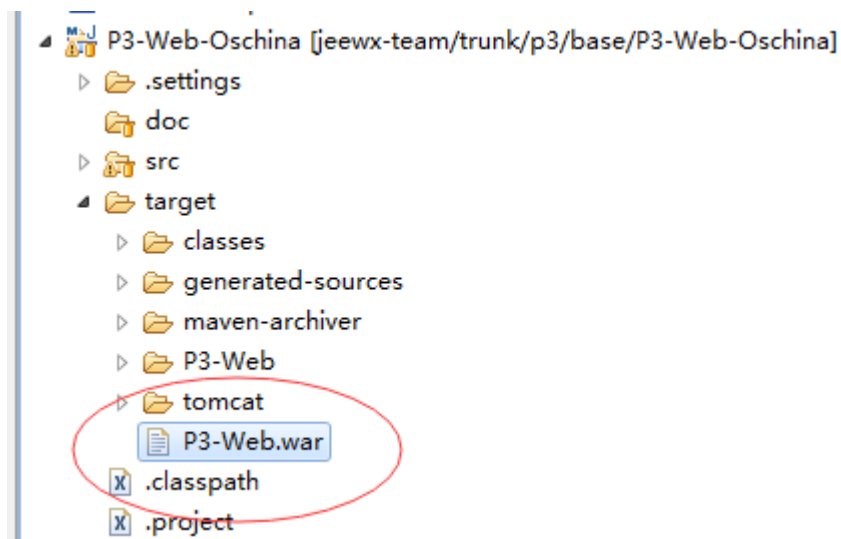 P3-Web-Oschina [jeewx-team/trunk/p3/base/P3-Web-Oschina]
.settings
doc
src
target
classes
generated-sources
maven-archiver
P3-Web
tomcat
P3-Web.war
.classpath
.project